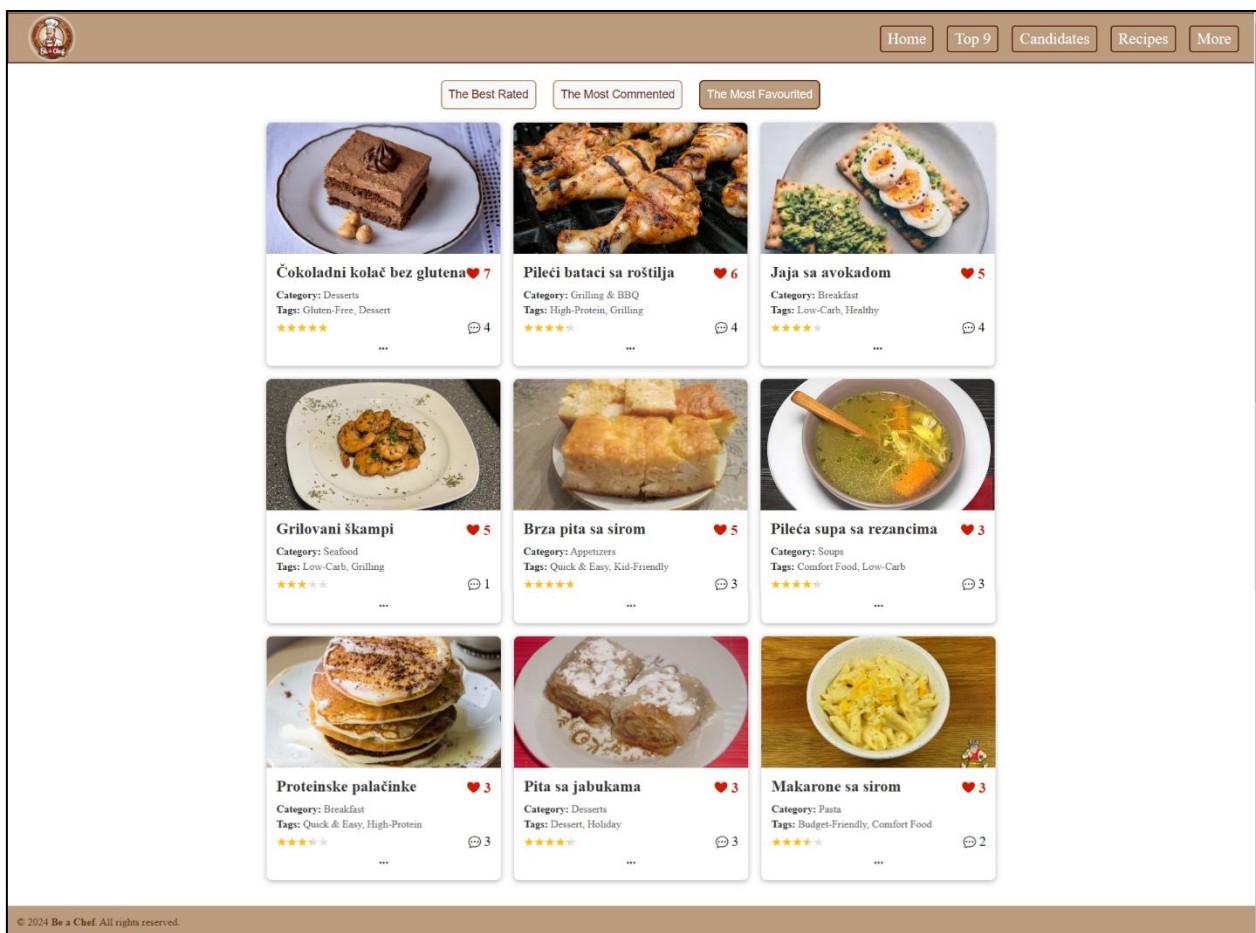 Be a Chef
Home
Top 9
Candidates
Recipes
More
The Best Rated
The Most Commented
The Most Favourited
Čokoladni kolač bez glutena 7
Category: Desserts
Tags: Gluten-Free, Dessert
4
...
Pileći bataci sa roštilja 6
Category: Grilling & BBQ
Tags: High-Protein, Grilling
4
...
Jaja sa avokadom 5
Category: Breakfast
Tags: Low-Carb, Healthy
4
...
Grilovani škampi 5
Category: Seafood
Tags: Low-Carb, Grilling
1
...
Brza pita sa sirom 5
Category: Appetizers
Tags: Quick & Easy, Kid-Friendly
3
...
Pileća supa sa rezancima 3
Category: Soups
Tags: Comfort Food, Low-Carb
3
...
Proteinske palačinke 3
Category: Breakfast
Tags: Quick & Easy, High-Protein
3
...
Pita sa jabukama 3
Category: Desserts
Tags: Dessert, Holiday
3
...
Makarone sa sirom 3
Category: Pasta
Tags: Budget-Friendly, Comfort Food
2
...
© 2024 Be a Chef. All rights reserved.